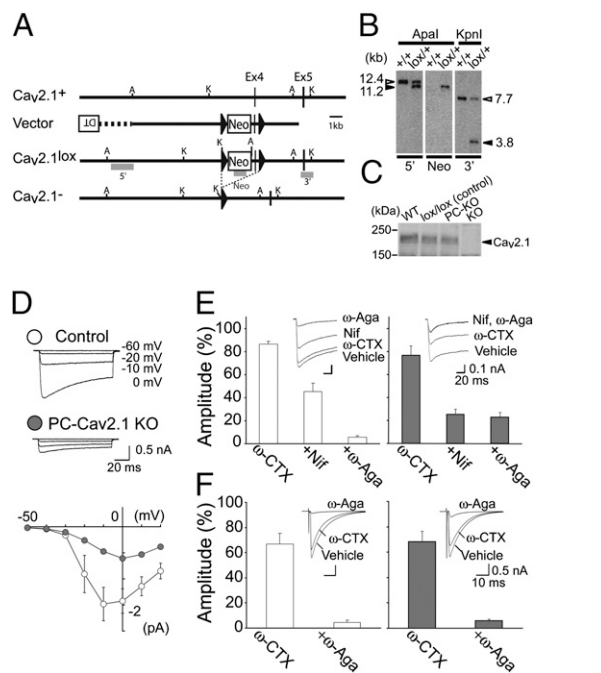 A
Ex4 Ex5
Cav2.1+
A K K A K
Vector
DT
Neo
1kb
K A
Cav2.1lox
Neo
A K K K
5' Neo 3'
Cav2.1-
A K K A K
B
ApaI KpnI
(kb) +/+ lox/+ +/+ lox/+ +/+ lox/+
12.4
11.2
7.7
3.8
5' Neo 3'
C
(kDa) WT lox/lox (control) PC-KO KO
250-
150-
Cav2.1
D
Control
-60 mV
-20 mV
-10 mV
0 mV
PC-Cav2.1 KO
0.5 nA
20 ms
-50 0 (mV)
-2
(pA)
E
Amplitude (%)
100
80
60
40
20
0
ω-Aga
Nif
ω-CTX
Vehicle
ω-CTX +Nif +ω-Aga
Nif, ω-Aga
ω-CTX
Vehicle
0.1 nA
20 ms
ω-CTX +Nif +ω-Aga
F
Amplitude (%)
100
80
60
40
20
0
ω-Aga
ω-CTX
Vehicle
ω-CTX +ω-Aga
ω-Aga
ω-CTX
Vehicle
0.5 nA
10 ms
ω-CTX +ω-Aga